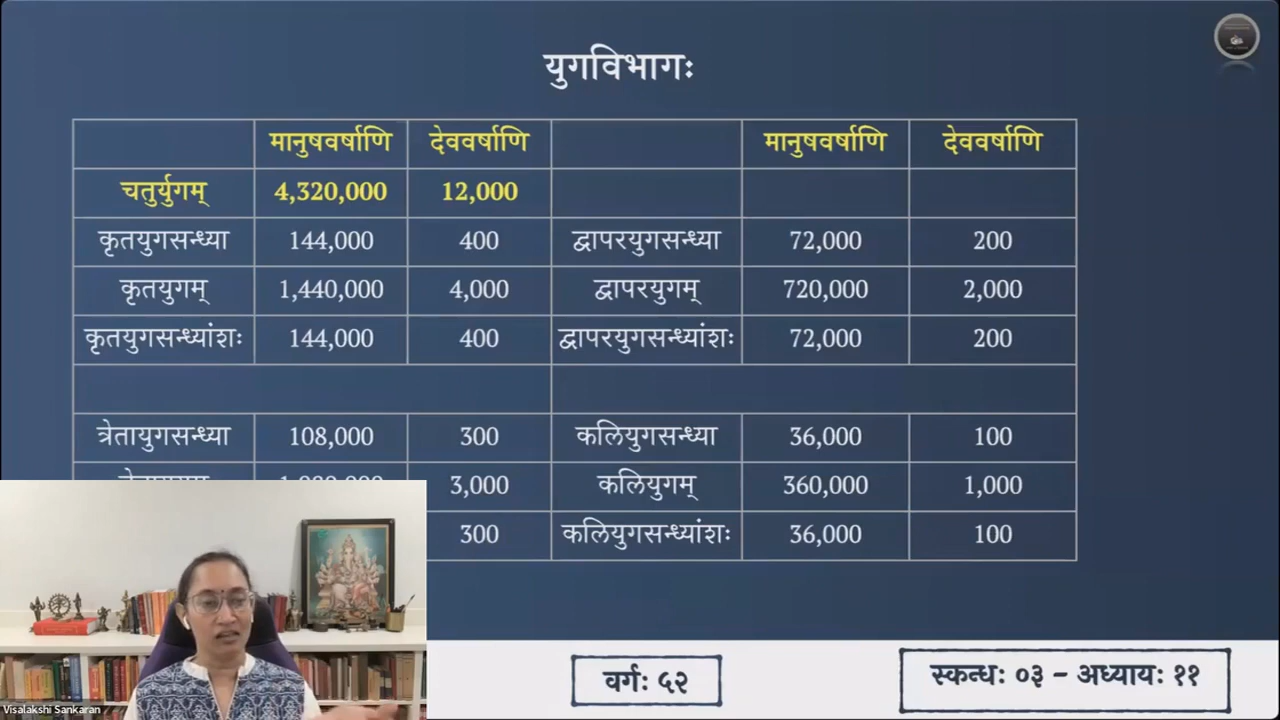 युगविभागः
मानुषवर्षाणि देववर्षाणि मानुषवर्षाणि देववर्षाणि
चतुर्युगम् 4,320,000 12,000
कृतयुगसन्ध्या 144,000 400 द्वापरयुगसन्ध्या 72,000 200
कृतयुगम् 1,440,000 4,000 द्वापरयुगम् 720,000 2,000
कृतयुगसन्ध्यांशः 144,000 400 द्वापरयुगसन्ध्यांशः 72,000 200
त्रेतायुगसन्ध्या 108,000 300 कलियुगसन्ध्या 36,000 100
3,000 कलियुगम् 360,000 1,000
300 कलियुगसन्ध्यांशः 36,000 100
वर्गः ५२
स्कन्धः ०३ - अध्यायः ११
Visalakshi Sankaran